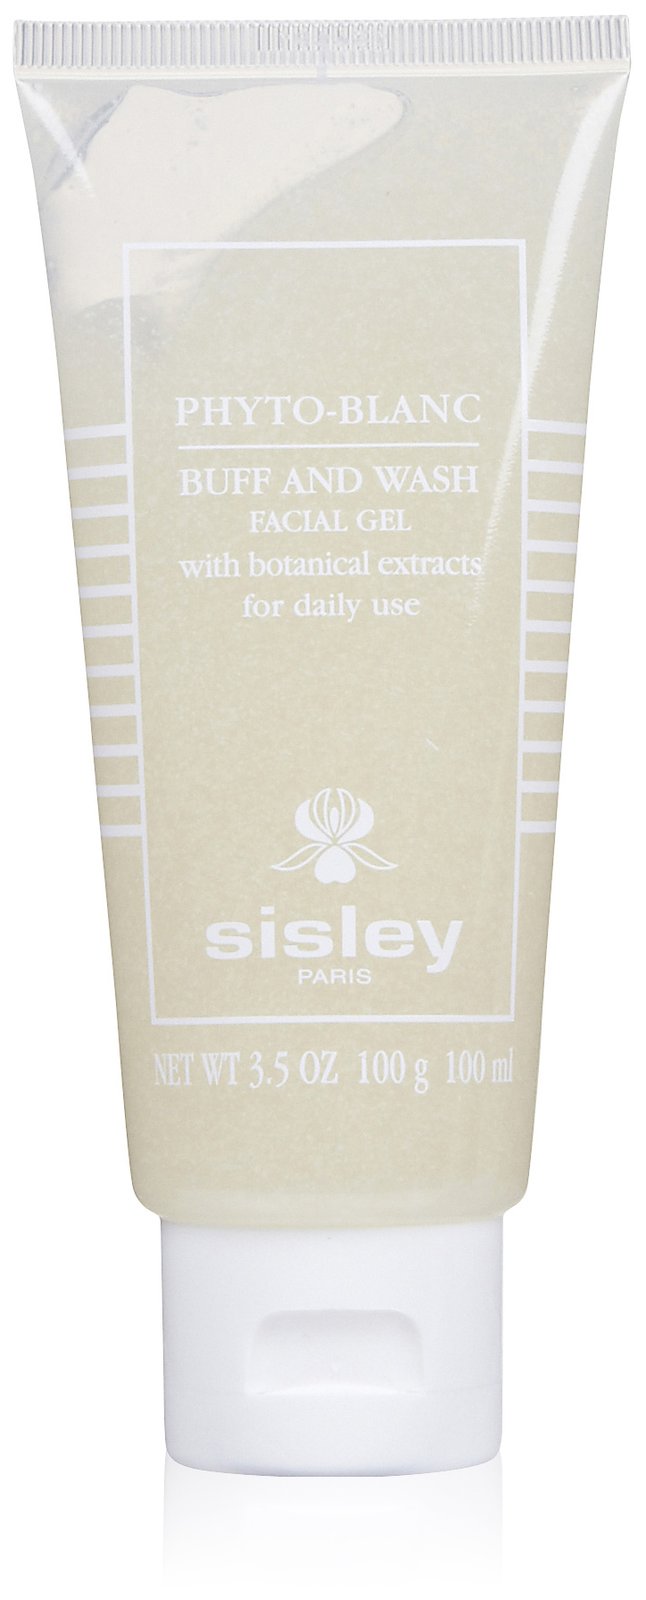 PHYTO-BLANC
BUFF AND WASH
FACIAL GEL
with botanical extracts
for daily use
sisley
PARIS
NET WT 3.5 OZ 100 g 100 ml